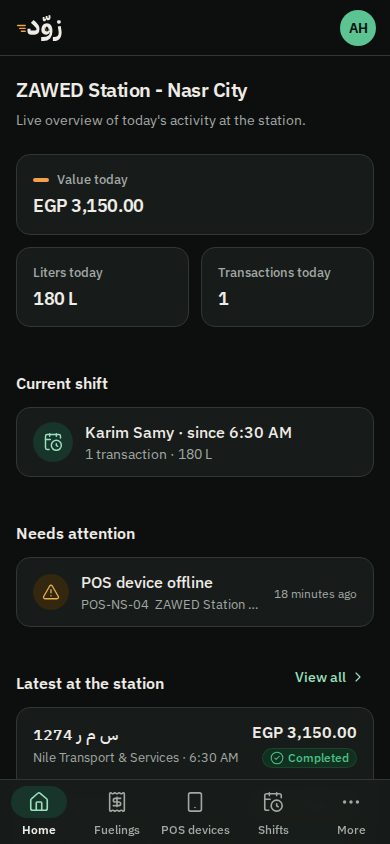 زوّد
AH
ZAWED Station - Nasr City
Live overview of today's activity at the station.
Value today
EGP 3,150.00
Liters today
180 L
Transactions today
1
Current shift
Karim Samy · since 6:30 AM
1 transaction · 180 L
Needs attention
POS device offline
POS-NS-04 ZAWED Station ...
18 minutes ago
Latest at the station
View all
س م ر 1274
EGP 3,150.00
Nile Transport & Services · 6:30 AM
Completed
Home
Fuelings
POS devices
Shifts
More